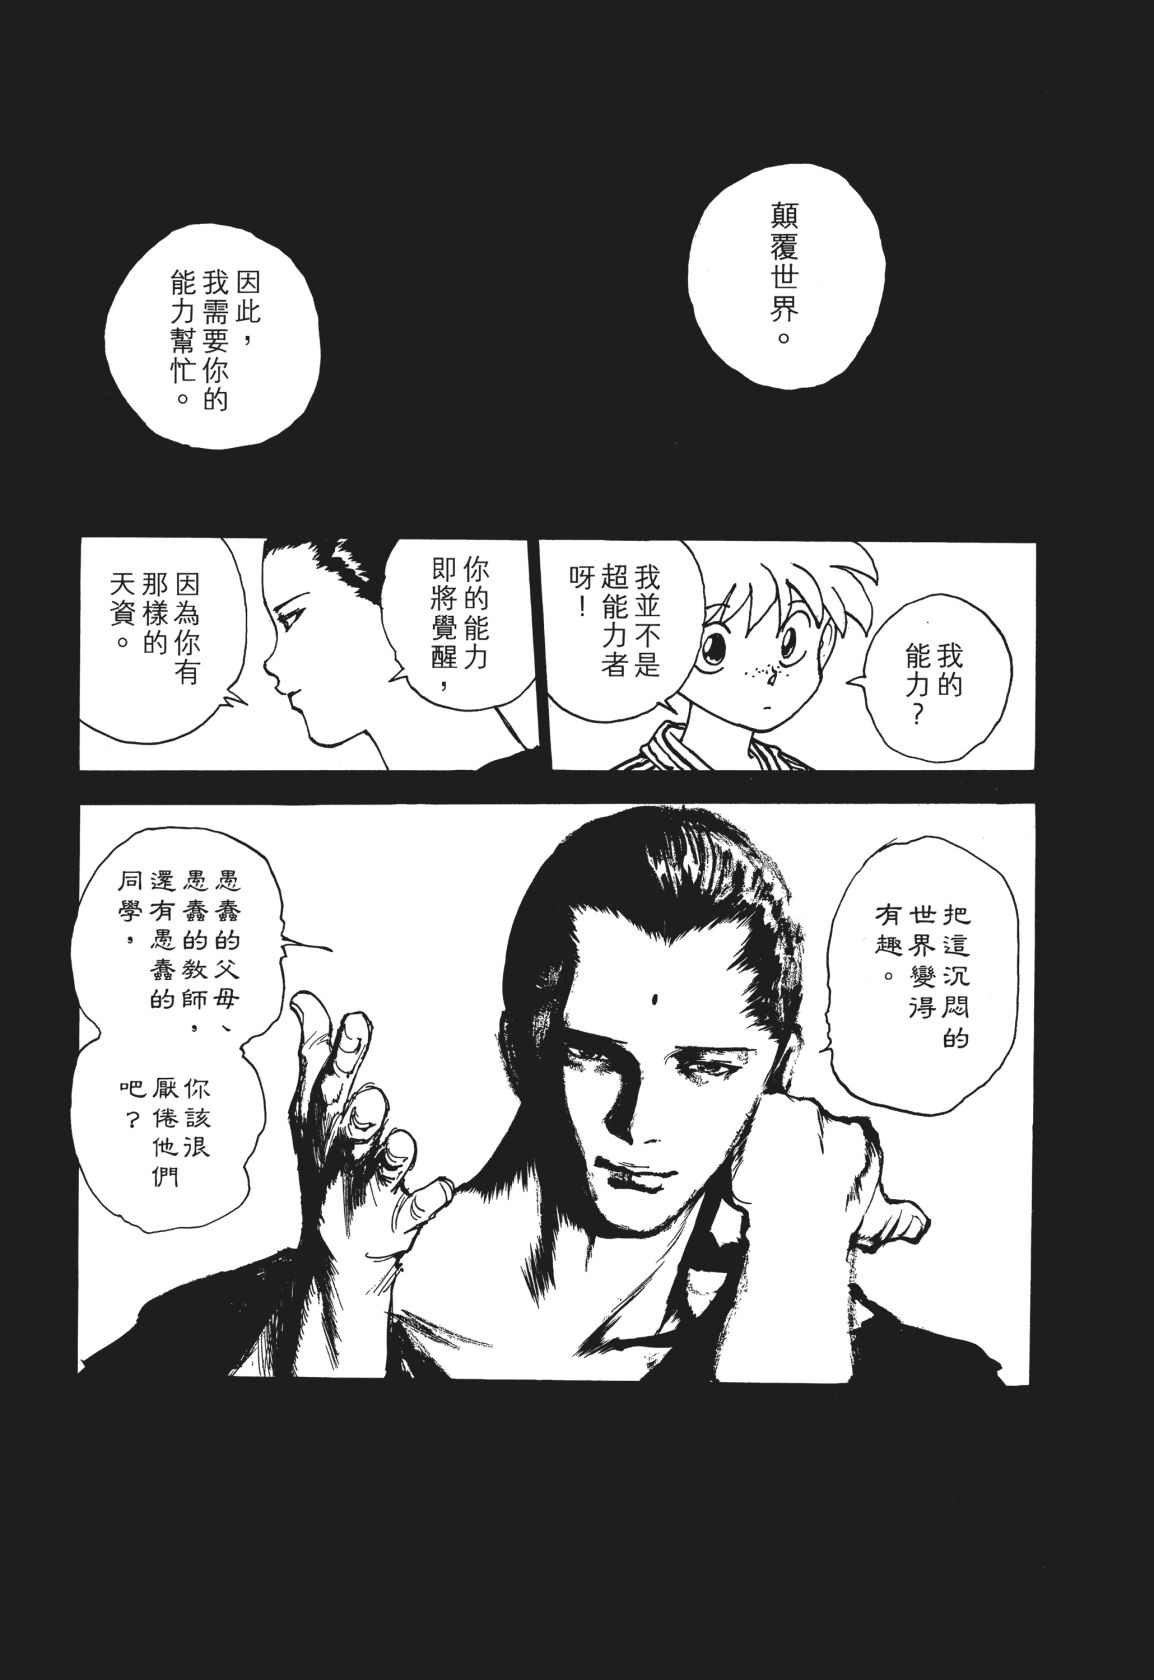 顛覆世界。
因此，
我需要你的
能力幫忙。
我的
能力？
我並不是
超能力者
呀！
你的能力
即將覺醒，
因為你有
那樣的
天資。
把這沉悶的
世界變得
有趣。
愚蠢的父母、
愚蠢的教師，
還有愚蠢的
同學，
你該很
厭倦他們
吧？